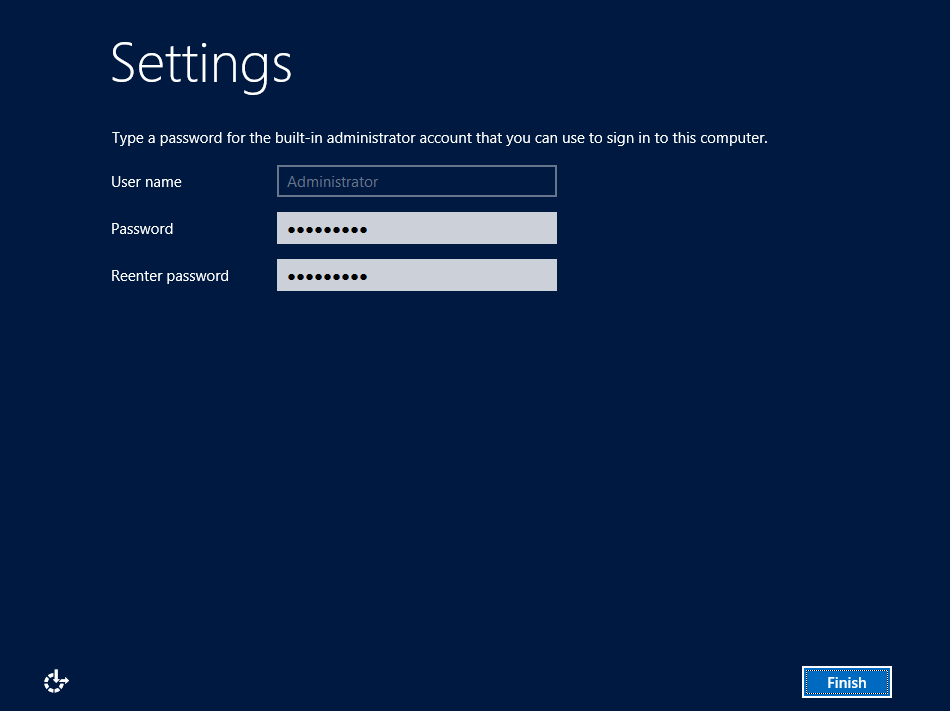 Settings
Type a password for the built-in administrator account that you can use to sign in to this computer.
User name Administrator
Password •••••••••
Reenter password •••••••••
Finish